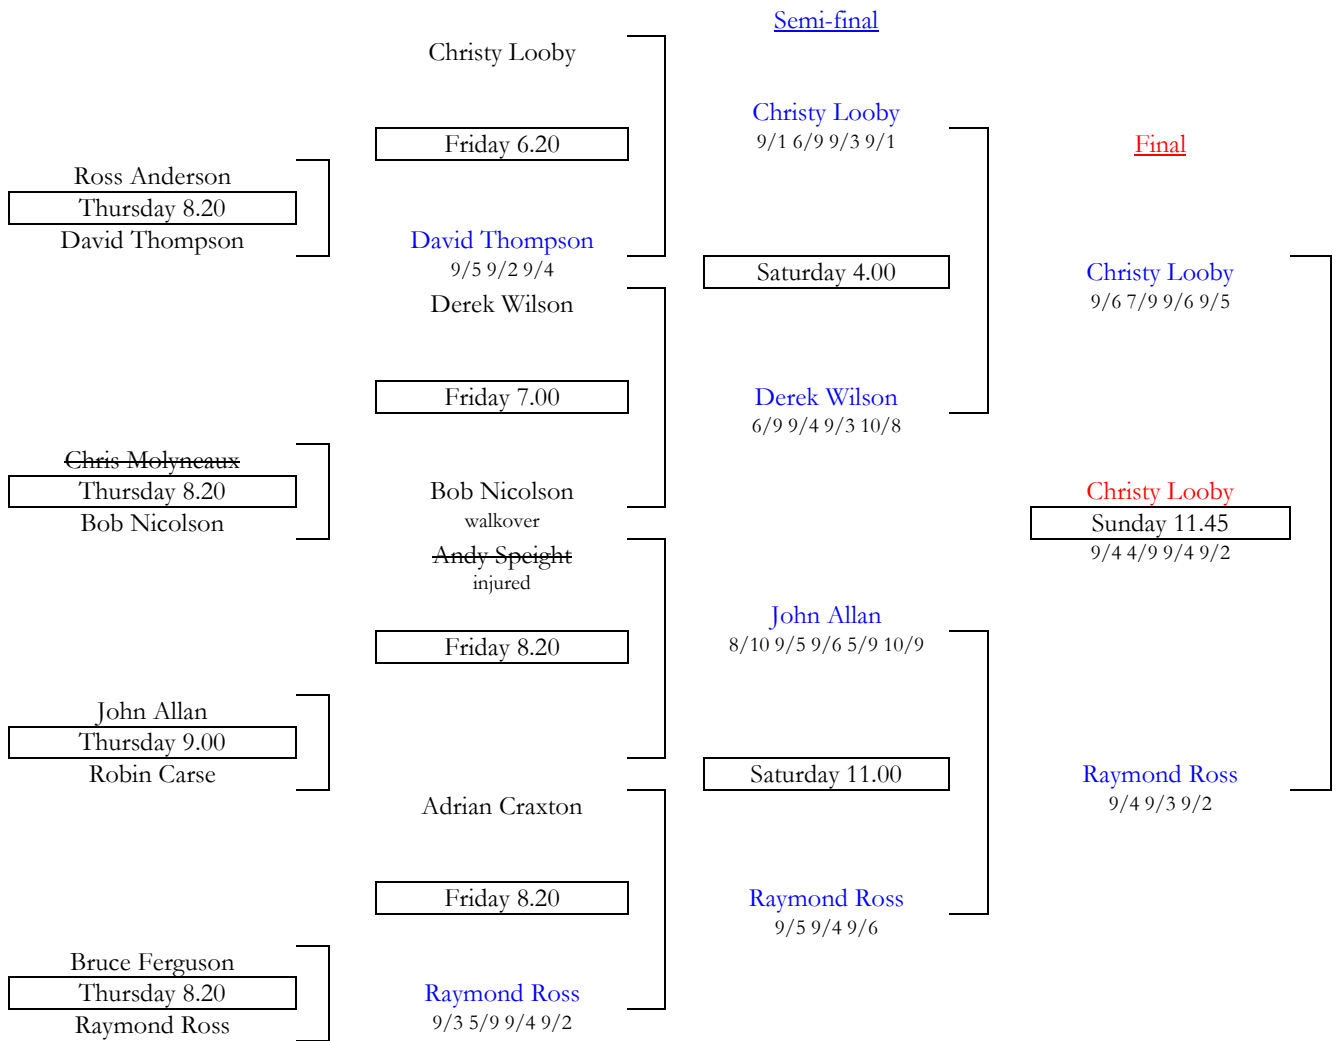 Semi-final
Christy Looby
Christy Looby
Friday 6.20
9/1 6/9 9/3 9/1
Final
Ross Anderson
Thursday 8.20
David Thompson
David Thompson
9/5 9/2 9/4
Saturday 4.00
Christy Looby
9/6 7/9 9/6 9/5
Derek Wilson
Friday 7.00
Derek Wilson
6/9 9/4 9/3 10/8
Chris Molyneaux
Thursday 8.20
Bob Nicolson
Bob Nicolson
walkover
Christy Looby
Sunday 11.45
9/4 4/9 9/4 9/2
Andy Speight
injured
Friday 8.20
John Allan
8/10 9/5 9/6 5/9 10/9
John Allan
Thursday 9.00
Robin Carse
Saturday 11.00
Raymond Ross
9/4 9/3 9/2
Adrian Craxton
Friday 8.20
Raymond Ross
9/5 9/4 9/6
Bruce Ferguson
Thursday 8.20
Raymond Ross
Raymond Ross
9/3 5/9 9/4 9/2